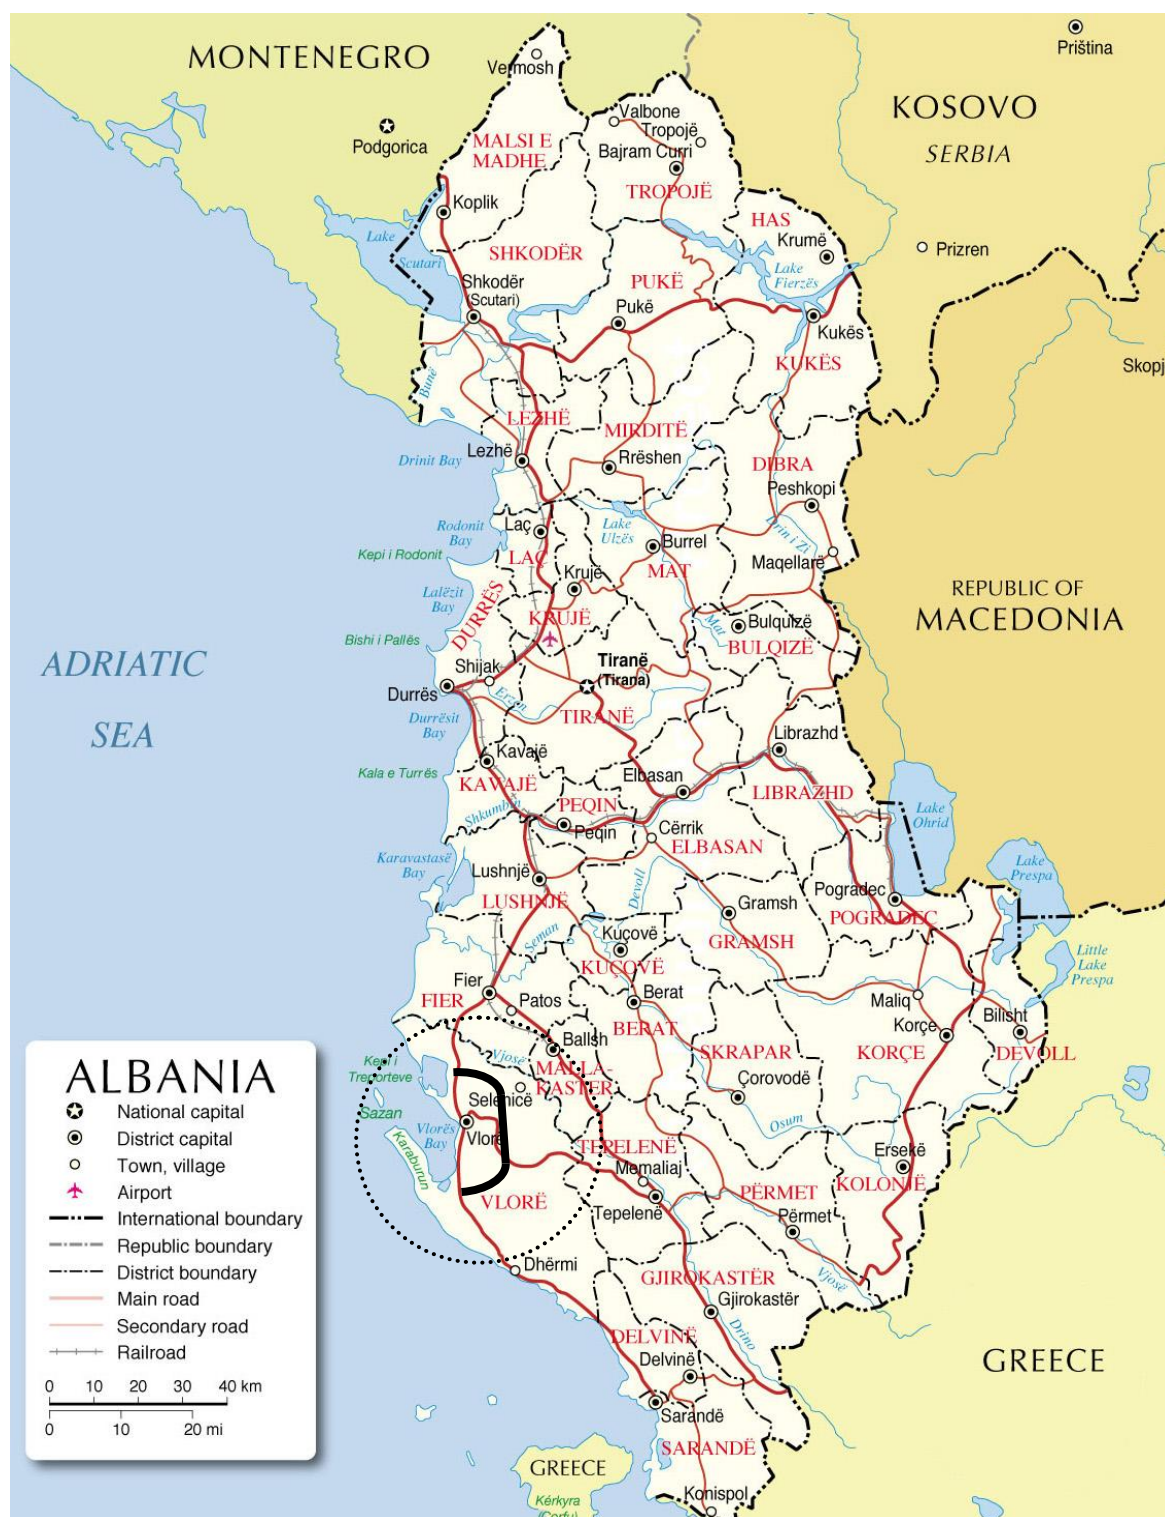 MONTENEGRO
Priština
Vermosh
KOSOVO
SERBIA
Valbone
Tropojë
Podgorica
MALSI E
MADHE
Bajram Curri
TROPOJË
Koplik
HAS
Krumë
Prizren
Lake
Scutari
SHKODËR
PUKË
Lake
Fierzës
Shkodër
(Scutari)
Pukë
Kukës
KUKËS
Skopj
Bunë
LEZHË
MIRDITË
Lezhë
Drinit Bay
Rrëshen
DIBRA
Peshkopi
Rodonit
Bay
Laç
Lake
Ulzës
Burrel
Drin i Zi
Kepi i Rodonit
LAÇ
Maqellarë
MAT
Krujë
Lalëzit
Bay
DURRËS
KRUJË
REPUBLIC OF
MACEDONIA
Mat
Bulquizë
BULQIZË
Bishi i Pallës
ADRIATIC
SEA
Shijak
Tiranë
(Tirana)
Durrës
Erzen
TIRANË
Durrësit
Bay
Kavajë
Librazhd
Kala e Turrës
KAVAJË
Elbasan
LIBRAZHD
PEQIN
Shkumbin
Peqin
Cërrik
ELBASAN
Lake
Ohrid
Karavastasë
Bay
Lake
Prespa
Lushnjë
Devoll
Pogradec
LUSHNJË
Gramsh
POGRADEC
GRAMSH
Seman
Kuçovë
KUÇOVË
Little
Lake
Prespa
Fier
FIER
Patos
Berat
BERAT
Maliq
Bilisht
Korçe
Ballsh
Vjosë
MALLA-
KASTER
SKRAPAR
KORÇE
DEVOLL
Kepi i
Treporteve
Selenicë
Çorovodë
Sazan
Vlorës
Bay
Vlorë
Osum
Karaburun
TEPELENË
Memaliaj
Ersekë
KOLONJË
VLORË
Tepelenë
PËRMET
Përmet
Dhërmi
GJIROKASTËR
Vjosë
Gjirokastër
Drino
DELVINË
Delvinë
GREECE
Sarandë
SARANDË
GREECE
Konispol
Kérkyra
(Corfu)
ALBANIA
National capital
District capital
Town, village
Airport
International boundary
Republic boundary
District boundary
Main road
Secondary road
Railroad
0 10 20 30 40 km
0 10 20 mi